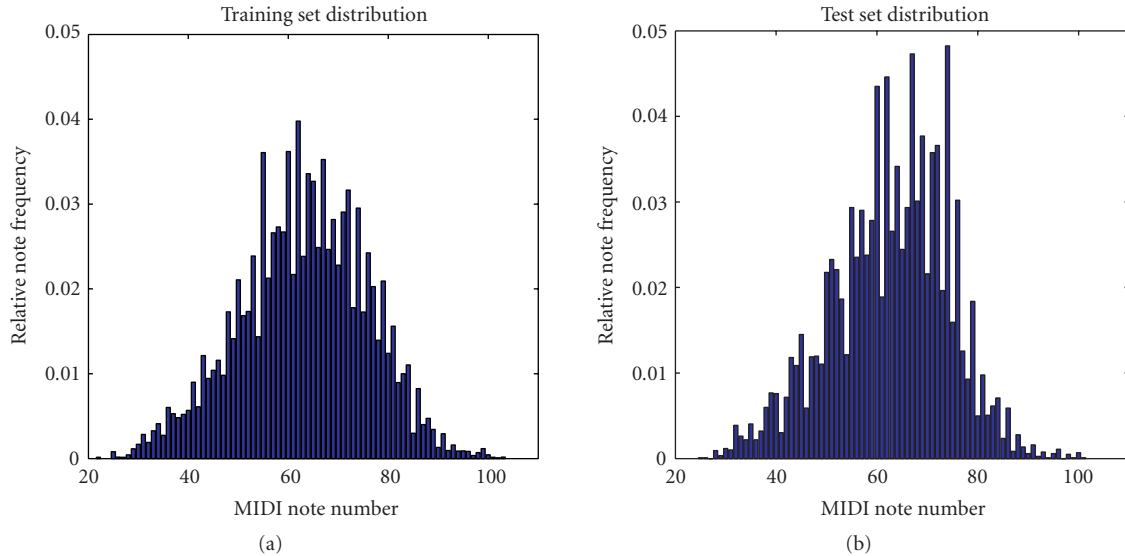 Training set distribution
0.05
0.04
0.03
0.02
0.01
0
Relative note frequency
20
40
60
80
100
MIDI note number
(a)
Test set distribution
0.05
0.04
0.03
0.02
0.01
0
Relative note frequency
20
40
60
80
100
MIDI note number
(b)